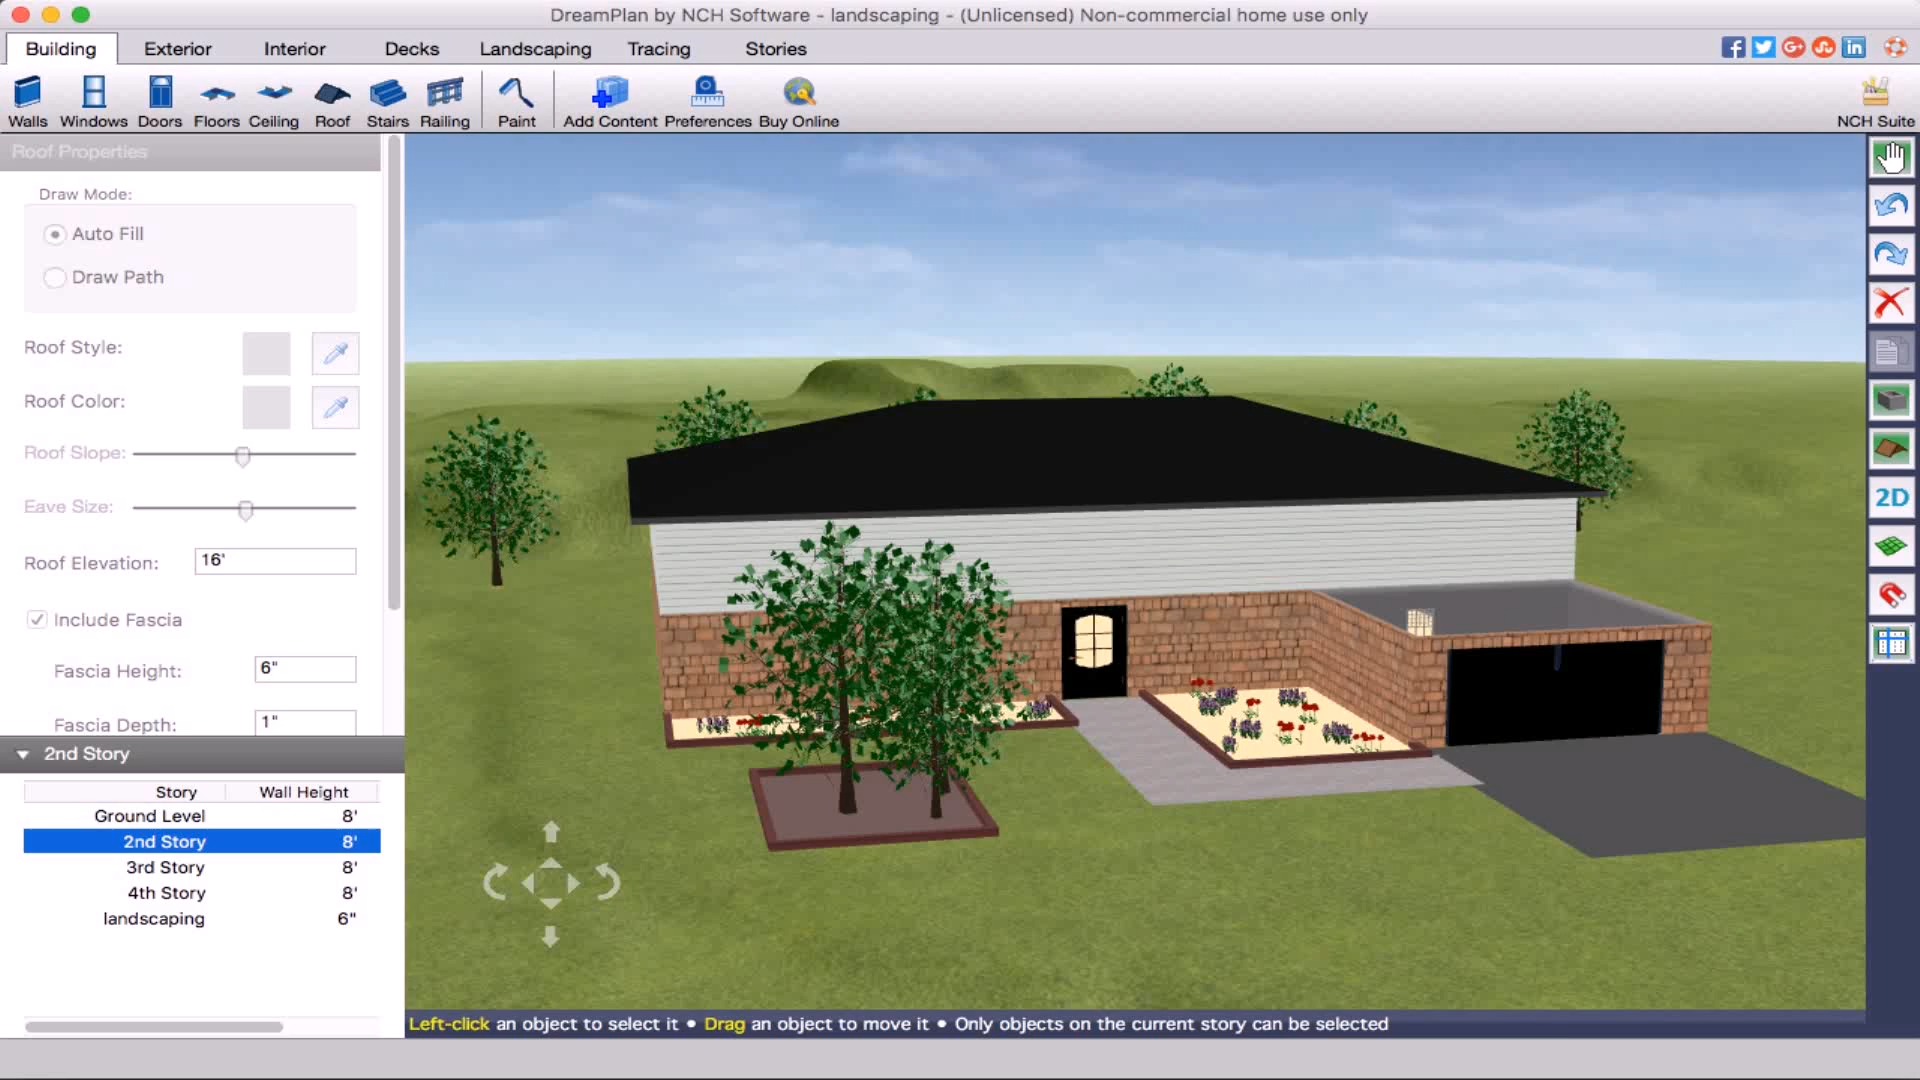 DreamPlan by NCH Software - landscaping - (Unlicensed) Non-commercial home use only
Building Exterior Interior Decks Landscaping Tracing Stories
Walls Windows Doors Floors Ceiling Roof Stairs Railing Paint Add Content Preferences Buy Online NCH Suite
Roof Properties
Draw Mode:
Auto Fill
Draw Path
Roof Style:
Roof Color:
Roof Slope:
Eave Size:
Roof Elevation: 16'
Include Fascia
Fascia Height: 6"
Fascia Depth: 1"
2nd Story
Story Wall Height
Ground Level 8'
2nd Story 8'
3rd Story 8'
4th Story 8'
landscaping 6"
2D
Left-click an object to select it • Drag an object to move it • Only objects on the current story can be selected